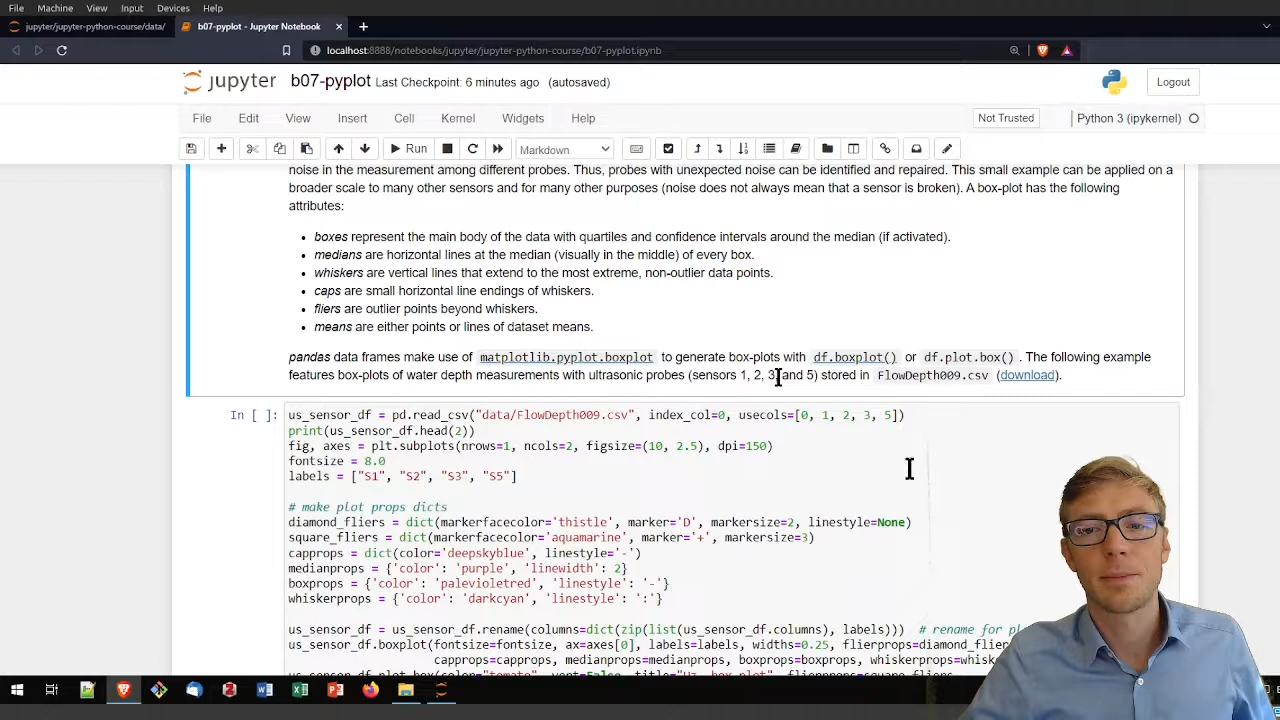 File Machine View Input Devices Help
jupyter/jupyter-python-course/data/
b07-pyplot - Jupyter Notebook
localhost:8888/notebooks/jupyter/jupyter-python-course/b07-pyplot.ipynb
jupyter b07-pyplot Last Checkpoint: 6 minutes ago (autosaved)
Logout
File Edit View Insert Cell Kernel Widgets Help
Not Trusted
Python 3 (ipykernel)
Run
Markdown
noise in the measurement among different probes. Thus, probes with unexpected noise can be identified and repaired. This small example can be applied on a
broader scale to many other sensors and for many other purposes (noise does not always mean that a sensor is broken). A box-plot has the following
attributes:
• boxes represent the main body of the data with quartiles and confidence intervals around the median (if activated).
• medians are horizontal lines at the median (visually in the middle) of every box.
• whiskers are vertical lines that extend to the most extreme, non-outlier data points.
• caps are small horizontal line endings of whiskers.
• fliers are outlier points beyond whiskers.
• means are either points or lines of dataset means.
pandas data frames make use of matplotlib.pyplot.boxplot to generate box-plots with df.boxplot() or df.plot.box() . The following example
features box-plots of water depth measurements with ultrasonic probes (sensors 1, 2, 3, and 5) stored in FlowDepth009.csv (download).
In [ ]:
us_sensor_df = pd.read_csv("data/FlowDepth009.csv", index_col=0, usecols=[0, 1, 2, 3, 5])
print(us_sensor_df.head(2))
fig, axes = plt.subplots(nrows=1, ncols=2, figsize=(10, 2.5), dpi=150)
fontsize = 8.0
labels = ["S1", "S2", "S3", "S5"]
# make plot props dicts
diamond_fliers = dict(markerfacecolor='thistle', marker='D', markersize=2, linestyle=None)
square_fliers = dict(markerfacecolor='aquamarine', marker='+', markersize=3)
capprops = dict(color='deepskyblue', linestyle='-')
medianprops = {'color': 'purple', 'linewidth': 2}
boxprops = {'color': 'palevioletred', 'linestyle': '-'}
whiskerprops = {'color': 'darkcyan', 'linestyle': ':'}
us_sensor_df = us_sensor_df.rename(columns=dict(zip(list(us_sensor_df.columns), labels))) # rename for pl
us_sensor_df.boxplot(fontsize=fontsize, ax=axes[0], labels=labels, widths=0.25, flierprops=diamond_fl
capprops=capprops, medianprops=medianprops, boxprops=boxprops, whiskerprops=whisk